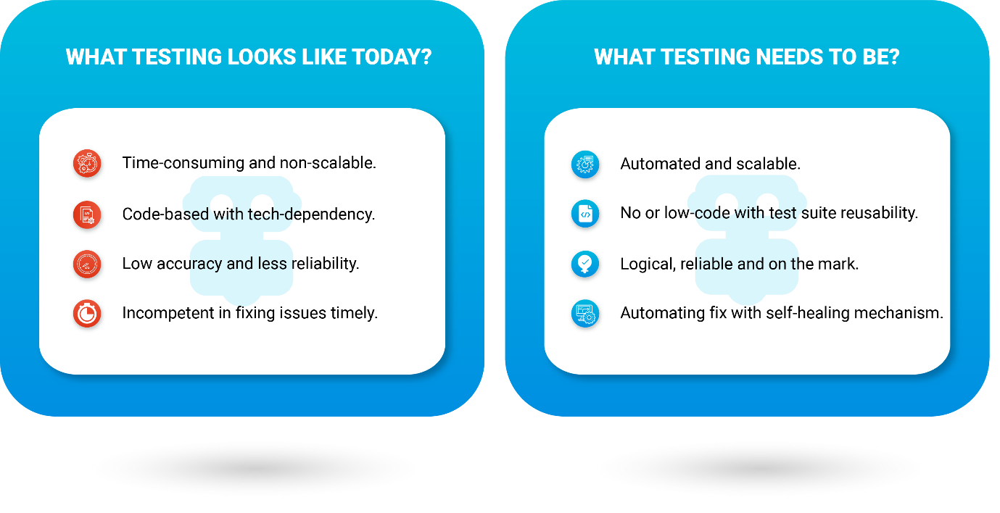 WHAT TESTING LOOKS LIKE TODAY?
Time-consuming and non-scalable.
Code-based with tech-dependency.
Low accuracy and less reliability.
Incompetent in fixing issues timely.
WHAT TESTING NEEDS TO BE?
Automated and scalable.
No or low-code with test suite reusability.
Logical, reliable and on the mark.
Automating fix with self-healing mechanism.